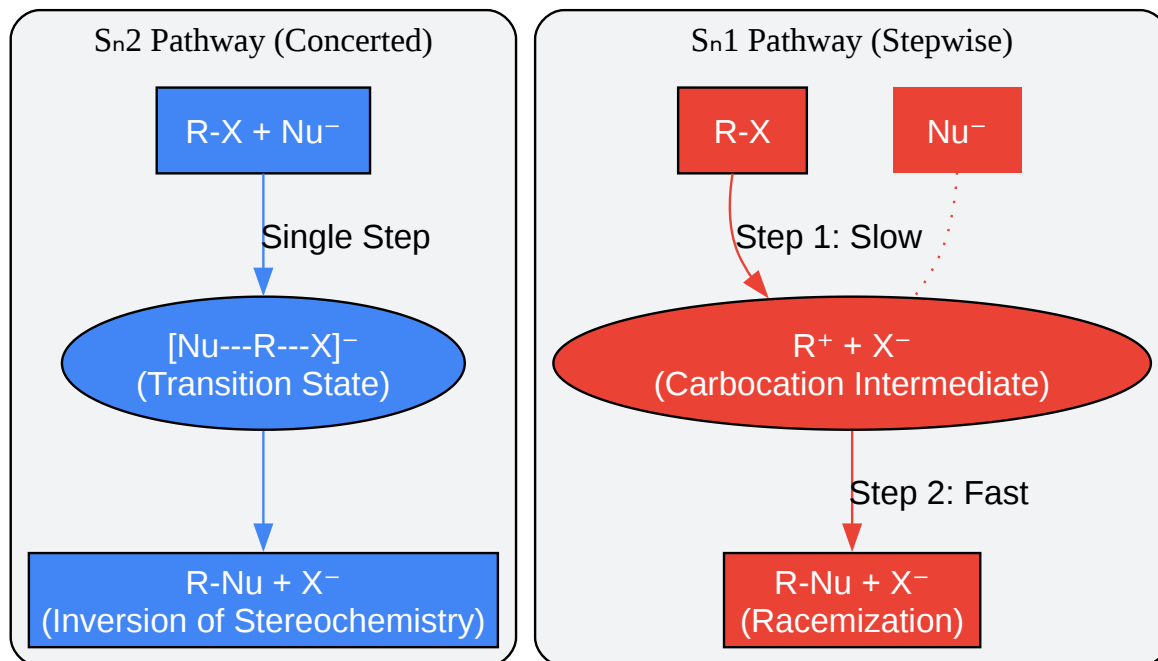 Sₙ2 Pathway (Concerted)
R-X + Nu⁻
Single Step
[Nu---R---X]⁻
(Transition State)
R-Nu + X⁻
(Inversion of Stereochemistry)
Sₙ1 Pathway (Stepwise)
R-X
Nu⁻
Step 1: Slow
R⁺ + X⁻
(Carbocation Intermediate)
Step 2: Fast
R-Nu + X⁻
(Racemization)